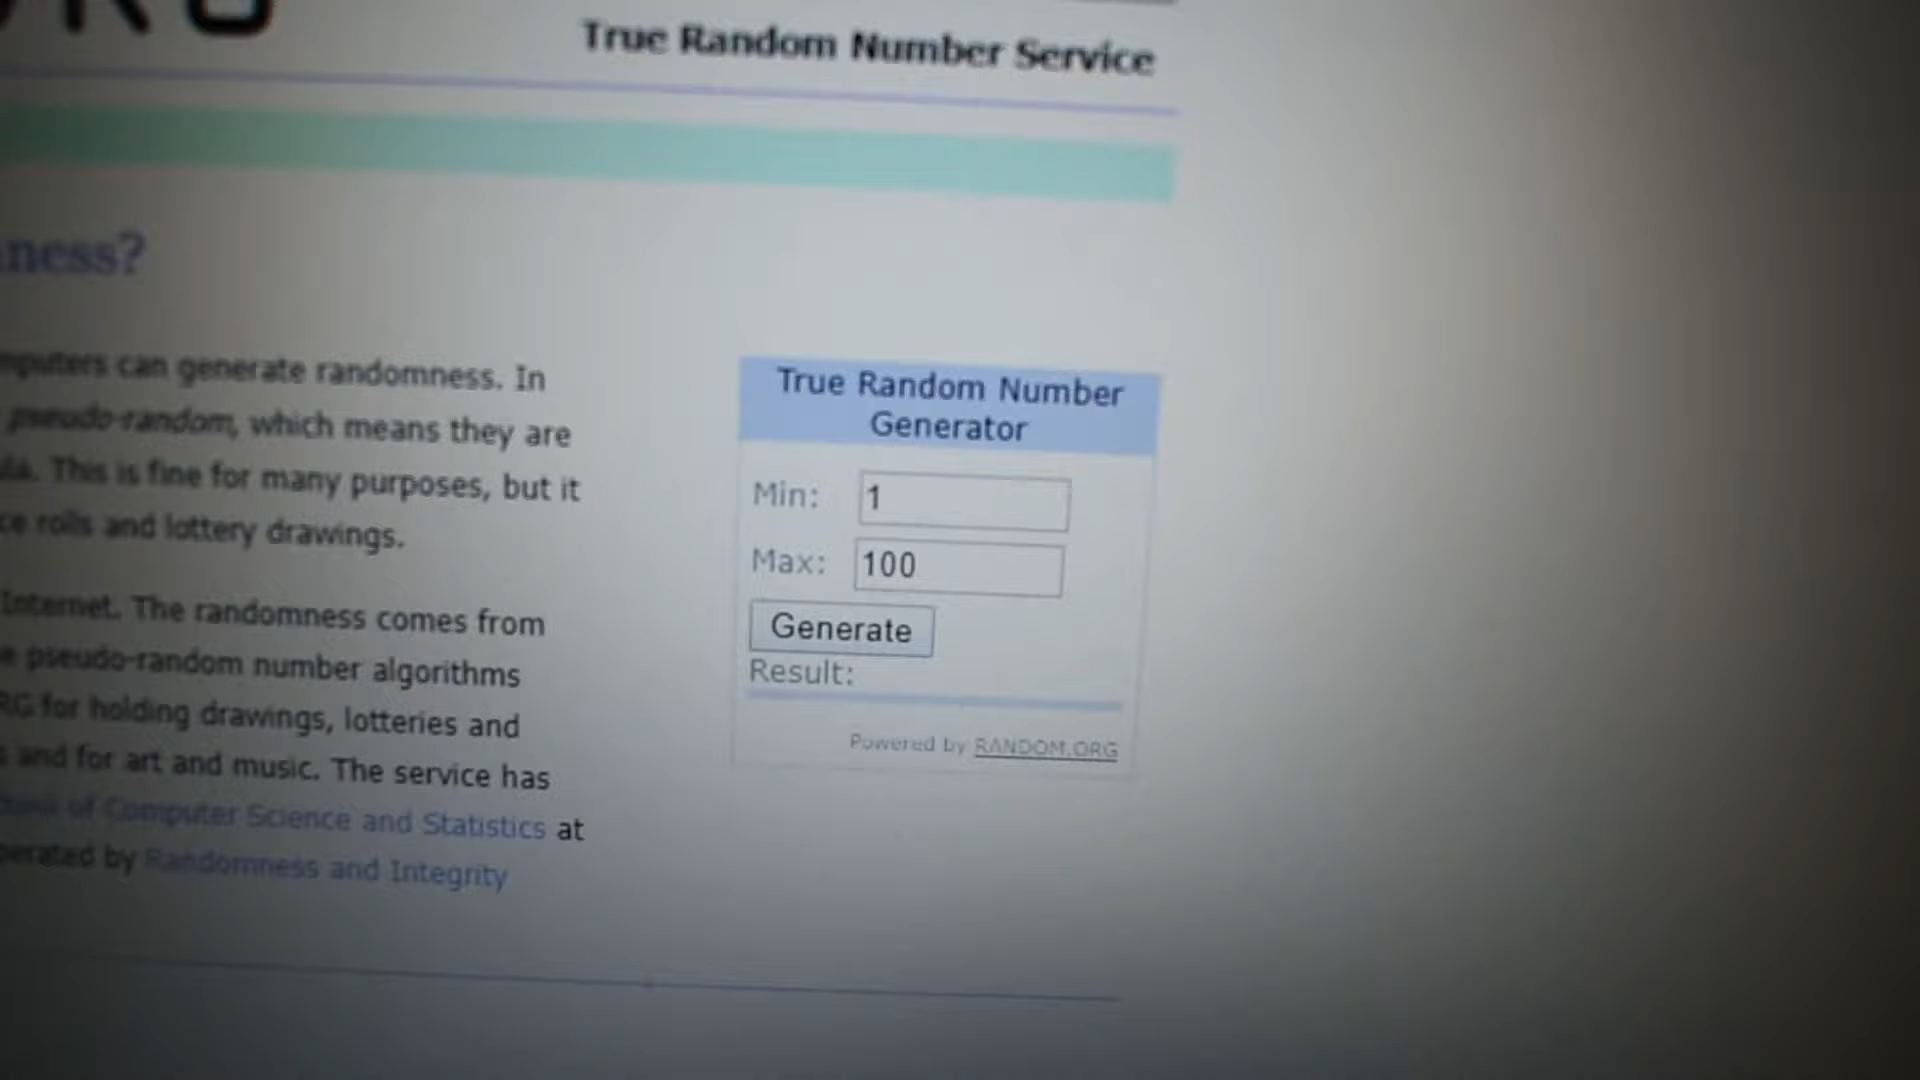 True Random Number Service
ness?
computers can generate randomness. In
pseudo-random, which means they are
This is fine for many purposes, but it
rolls and lottery drawings.
Internet. The randomness comes from
pseudo-random number algorithms
for holding drawings, lotteries and
and for art and music. The service has
of Computer Science and Statistics at
operated by Randomness and Integrity
True Random Number
Generator
Min: 1
Max: 100
Generate
Result:
Powered by RANDOM.ORG